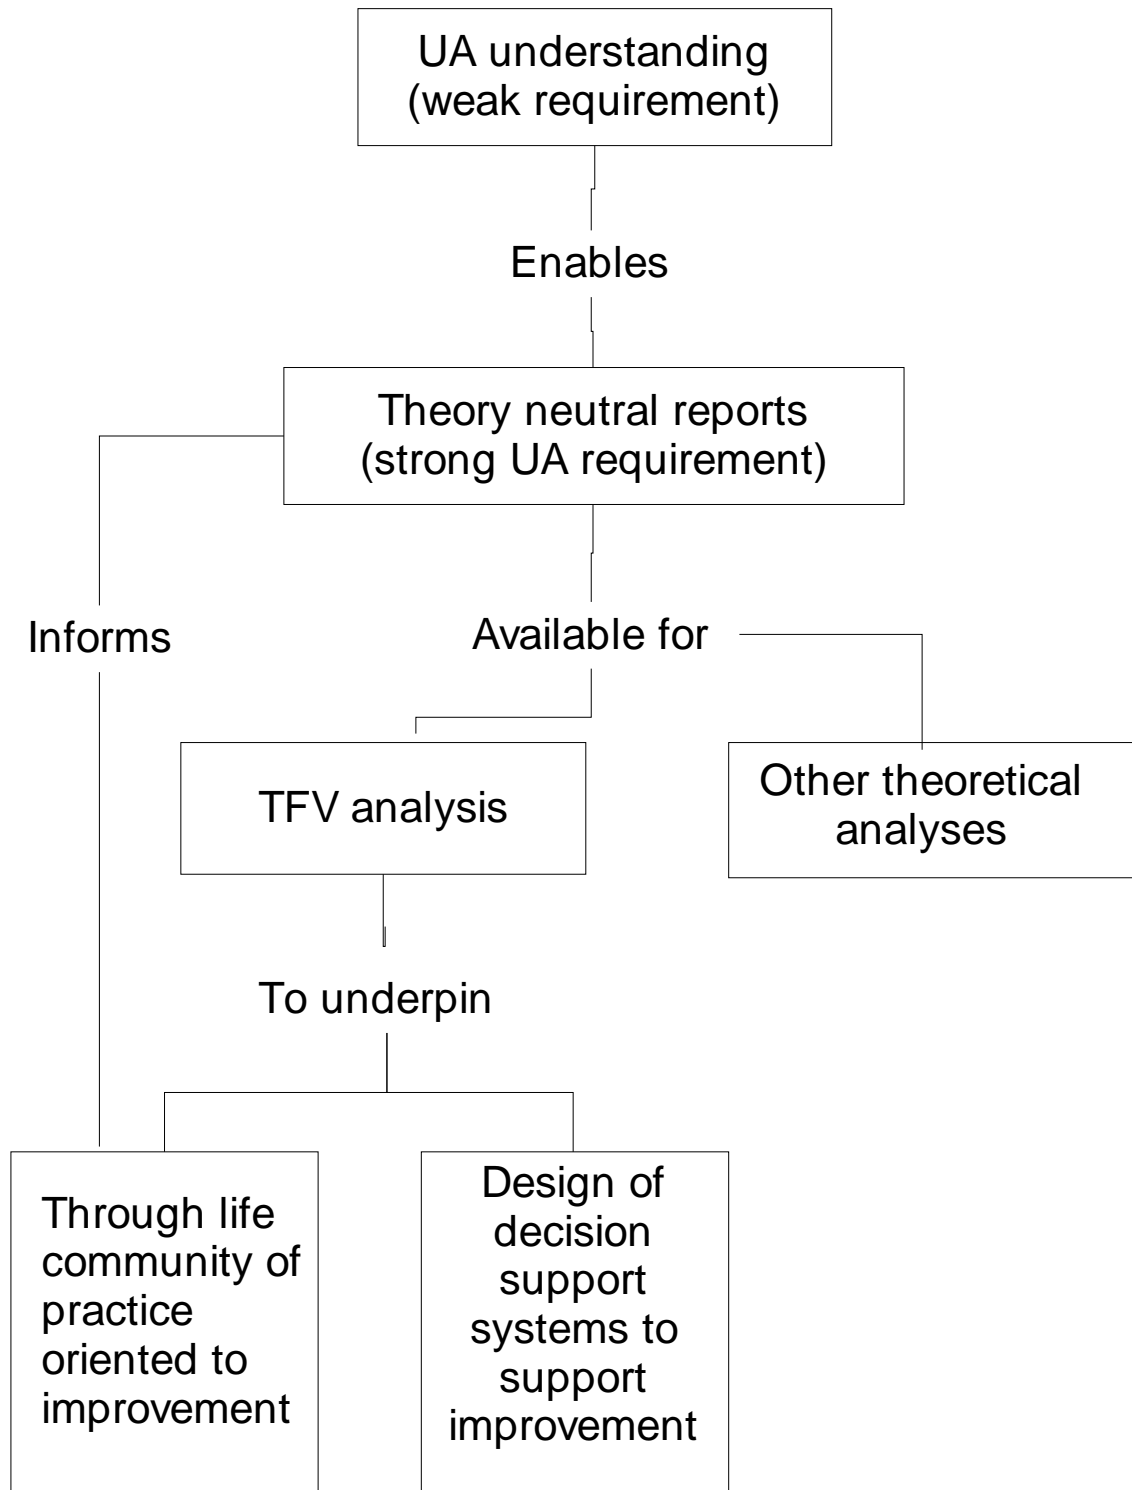 UA understanding
(weak requirement)
Enables
Theory neutral reports
(strong UA requirement)
Informs
Available for
TFV analysis
Other theoretical
analyses
To underpin
Through life
community of
practice
oriented to
improvement
Design of
decision
support
systems to
support
improvement